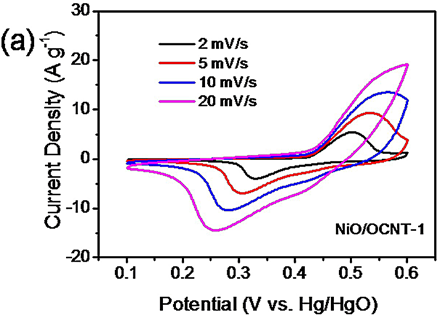 (a)
Current Density (A g-1)
30
20
10
0
-10
-20
2 mV/s
5 mV/s
10 mV/s
20 mV/s
NiO/OCNT-1
0.1 0.2 0.3 0.4 0.5 0.6
Potential (V vs. Hg/HgO)